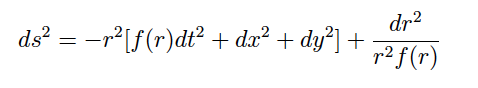 ds² = −r²[f(r)dt² + dx² + dy²] + dr² / r²f(r)